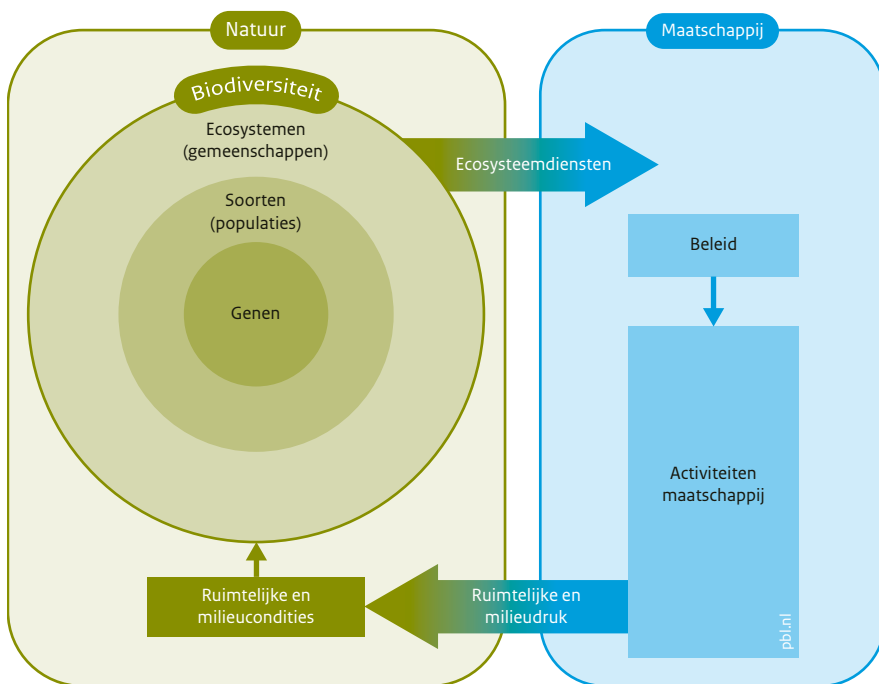 Natuur
Maatschappij
Biodiversiteit
Ecosystemen
(gemeenschappen)
Ecosysteemdiensten
Soorten
(populaties)
Beleid
Genen
Activiteiten
maatschappij
Ruimtelijke en
milieucondities
Ruimtelijke en
milieudruk
pbl.nl